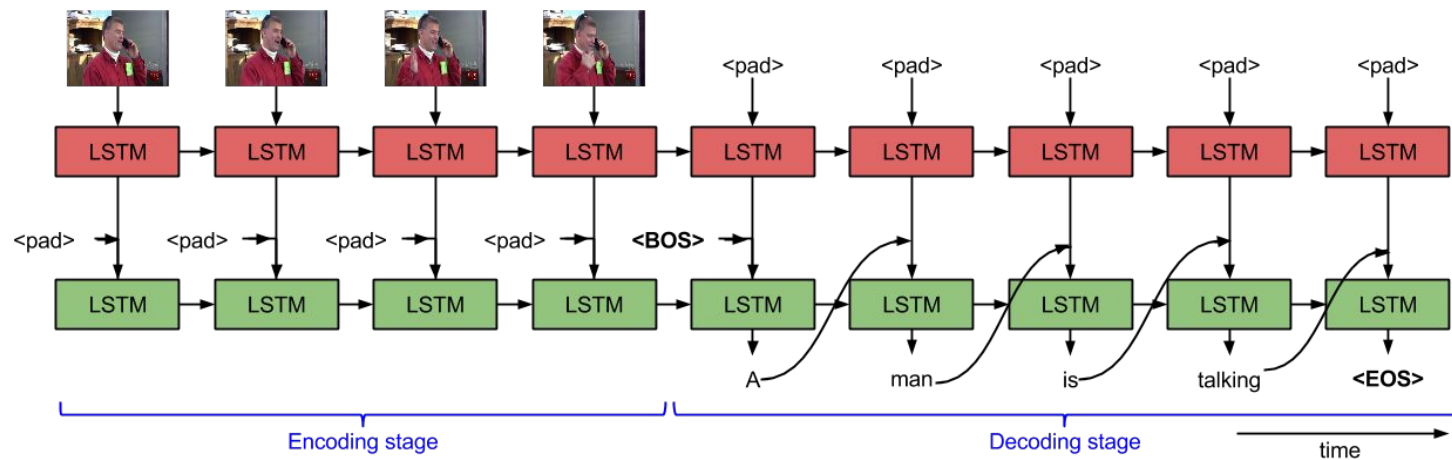 <pad> <pad> <pad> <pad> <pad>
LSTM LSTM LSTM LSTM LSTM LSTM LSTM LSTM LSTM
<pad> <pad> <pad> <pad> <BOS>
LSTM LSTM LSTM LSTM LSTM LSTM LSTM LSTM LSTM
A man is talking <EOS>
Encoding stage Decoding stage
time